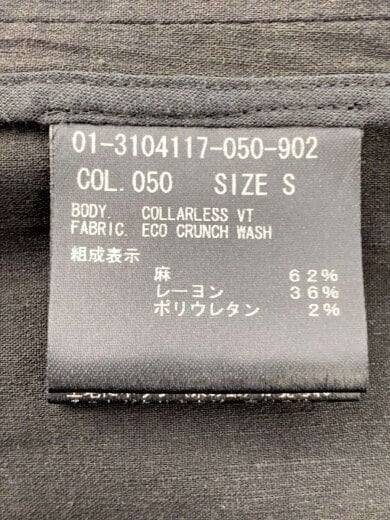 01-3104117-050-902
COL.050 SIZE S
BODY. COLLARLESS VT
FABRIC. ECO CRUNCH WASH
組成表示
麻 62%
レーヨン 36%
ポリウレタン 2%